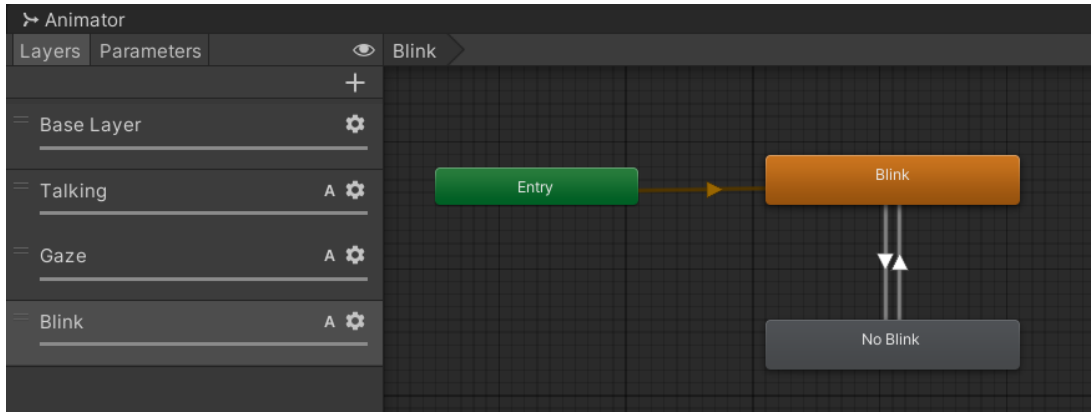 Animator
Layers Parameters
Blink
Base Layer
Talking A
Gaze A
Blink A
Entry
Blink
No Blink